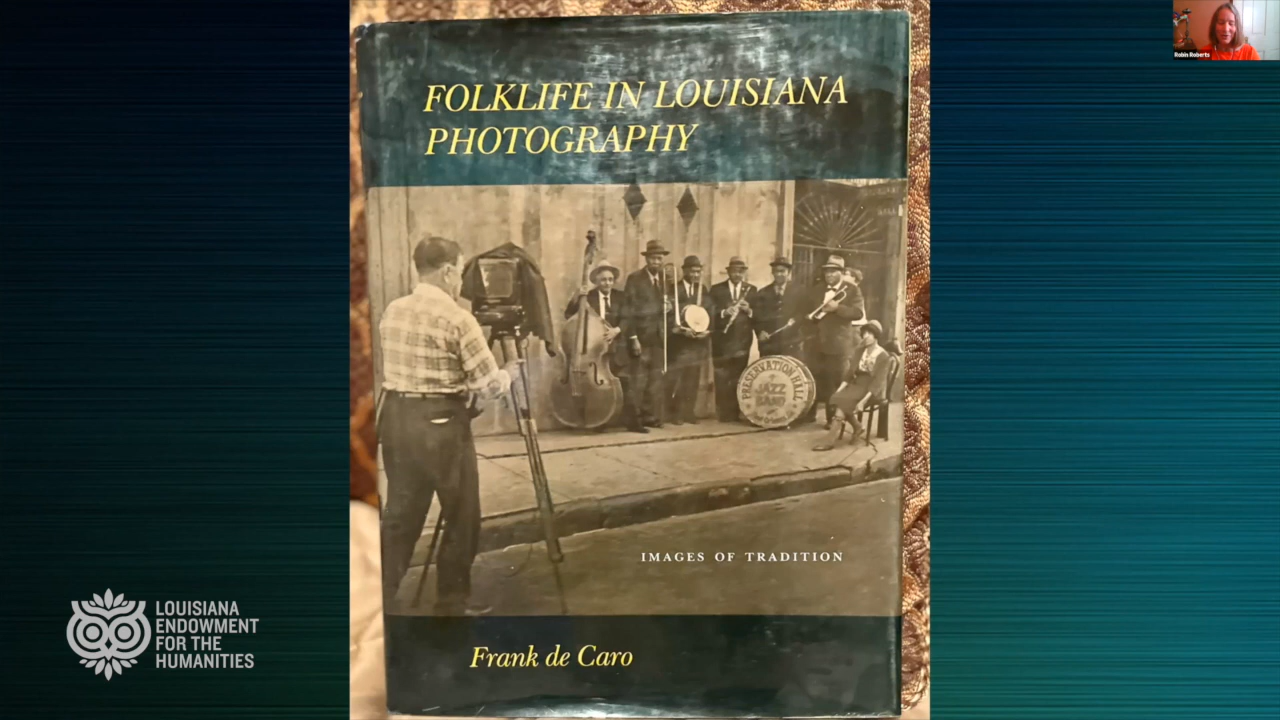 Robin Roberts
FOLKLIFE IN LOUISIANA
PHOTOGRAPHY
PRESERVATION HALL
JAZZ
BAND
IMAGES OF TRADITION
Frank de Caro
LOUISIANA
ENDOWMENT
FOR THE
HUMANITIES